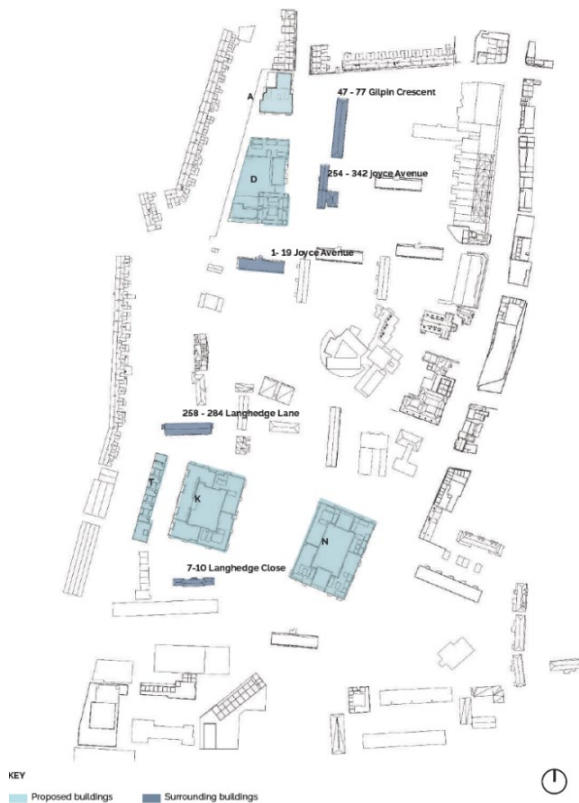 47 - 77 Gilpin Crescent
A
254 - 342 Joyce Avenue
D
1- 19 Joyce Avenue
258 - 284 Langhedge Lane
T
K
N
7-10 Langhedge Close
KEY
Proposed buildings
Surrounding buildings